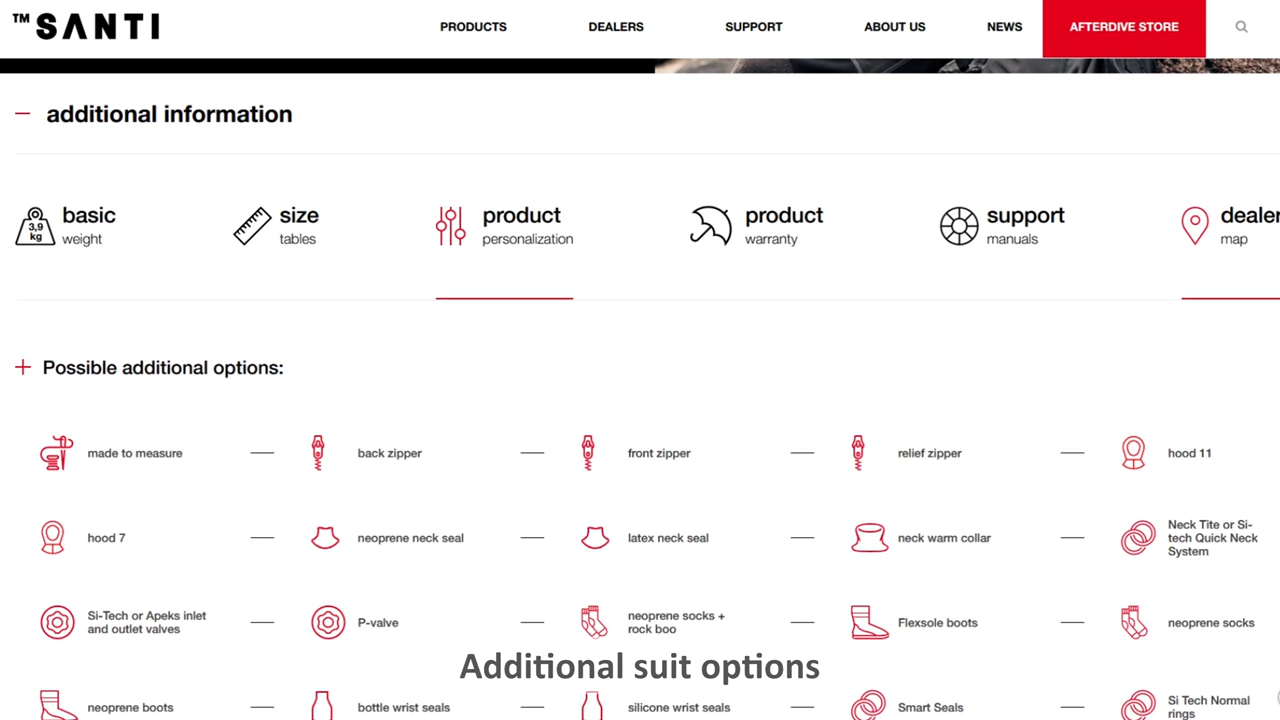 ™SANTI
PRODUCTS
DEALERS
SUPPORT
ABOUT US
NEWS
AFTERDIVE STORE
additional information
3,9
kg
basic
weight
size
tables
product
personalization
product
warranty
support
manuals
dealer
map
Possible additional options:
made to measure
back zipper
front zipper
relief zipper
hood 11
hood 7
neoprene neck seal
latex neck seal
neck warm collar
Neck Tite or Si-
tech Quick Neck
System
Si-Tech or Apeks inlet
and outlet valves
P-valve
neoprene socks +
rock boo
Flexsole boots
neoprene socks
Additional suit options
neoprene boots
bottle wrist seals
silicone wrist seals
Smart Seals
Si Tech Normal
rings